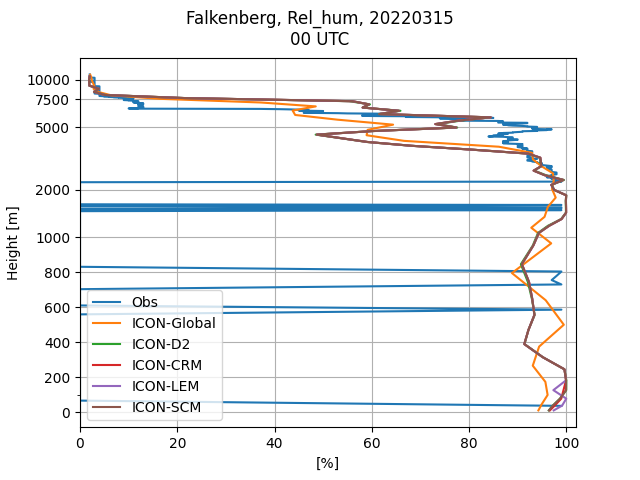 Falkenberg, Rel_hum, 20220315
00 UTC
10000
7500
5000
2000
1000
800
600
400
200
0
Height [m]
Obs
ICON-Global
ICON-D2
ICON-CRM
ICON-LEM
ICON-SCM
0 20 40 60 80 100
[%]